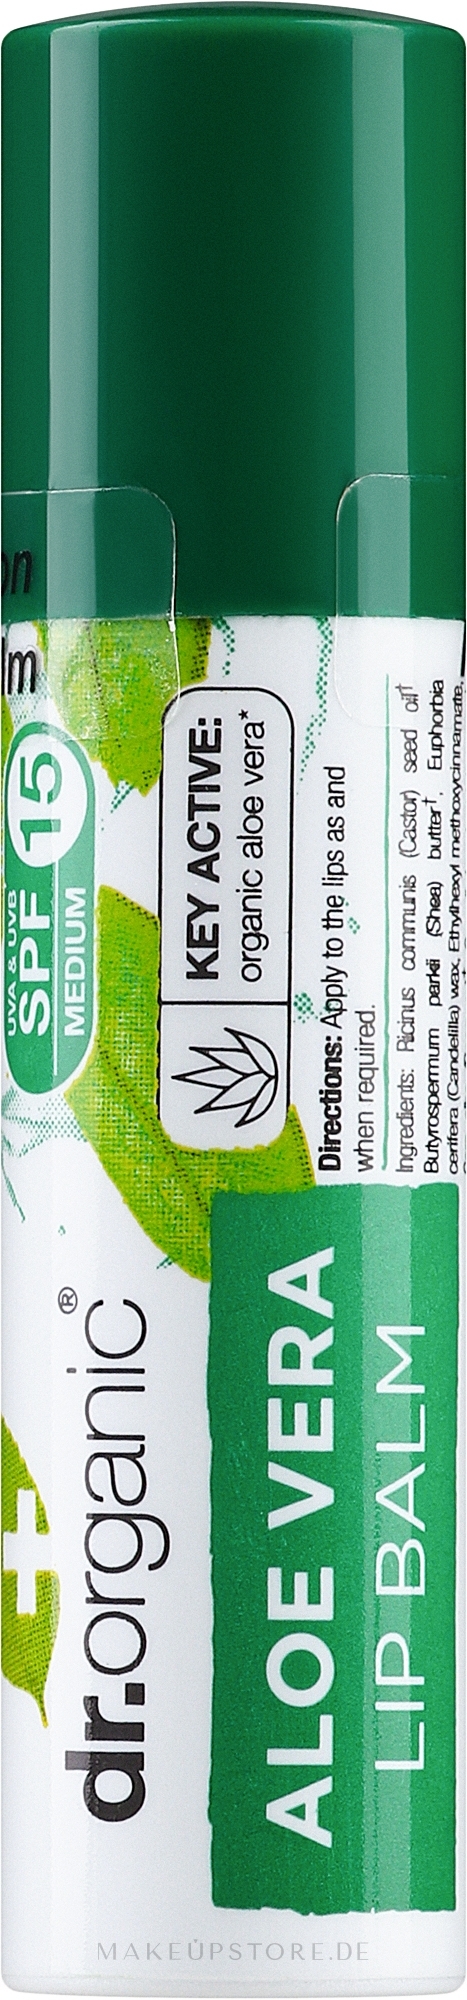 on
lm
UVA & UVB
SPF 15
MEDIUM
KEY ACTIVE:
organic aloe vera*
Directions: Apply to the lips as and
when required.
Ingredients: Ricinus communis (Castor) seed oil†
Butyrospermum parkii (Shea) butter†, Euphorbia
cerifera (Candelilla) wax, Ethylhexyl methoxycinnamate,
dr.organic®
ALOE VERA
LIP BALM
MAKEUPSTORE.DE